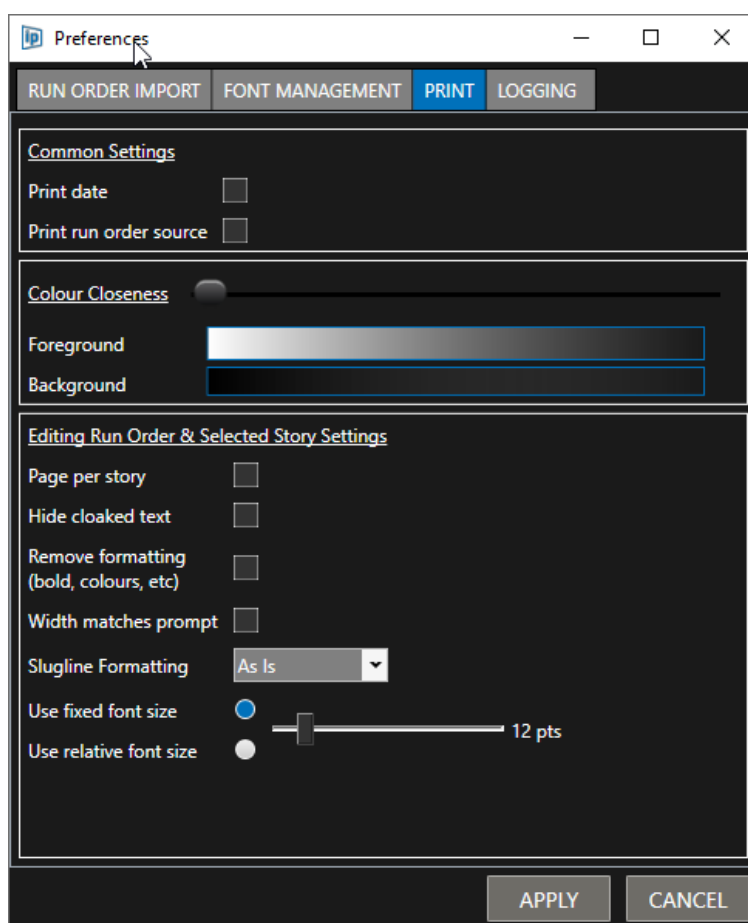 ip Preferences
RUN ORDER IMPORT FONT MANAGEMENT PRINT LOGGING
Common Settings
Print date
Print run order source
Colour Closeness
Foreground
Background
Editing Run Order & Selected Story Settings
Page per story
Hide cloaked text
Remove formatting
(bold, colours, etc)
Width matches prompt
Slugline Formatting As Is
Use fixed font size
12 pts
Use relative font size
APPLY CANCEL